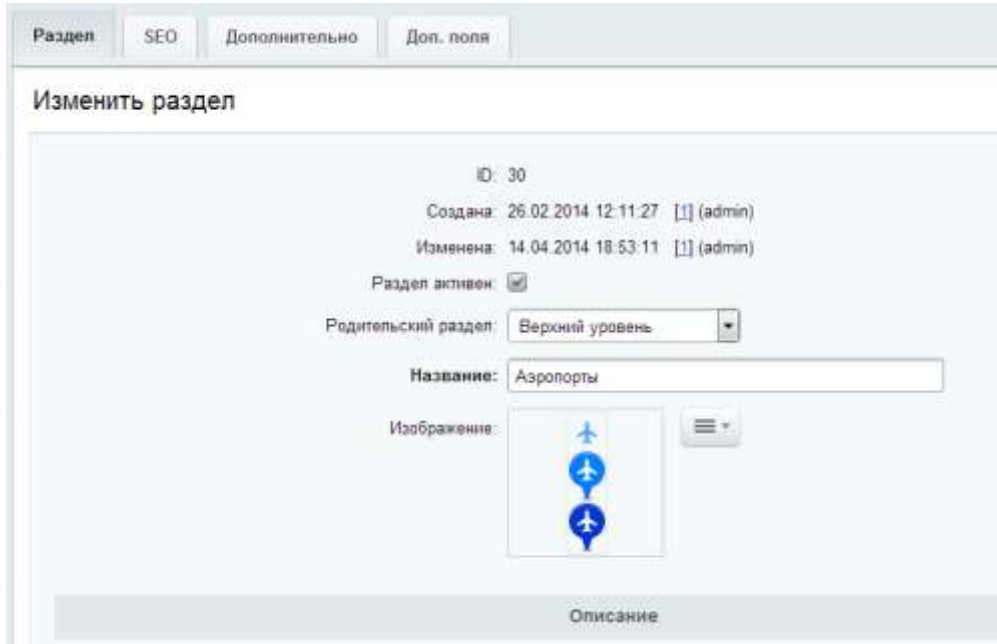 Раздел SEO Дополнительно Доп. поля
Изменить раздел
ID: 30
Создана: 26.02.2014 12:11:27 [1] (admin)
Изменена: 14.04.2014 18:53:11 [1] (admin)
Раздел активен:
Родительский раздел: Верхний уровень
Название: Аэропорты
Изображение:
Описание